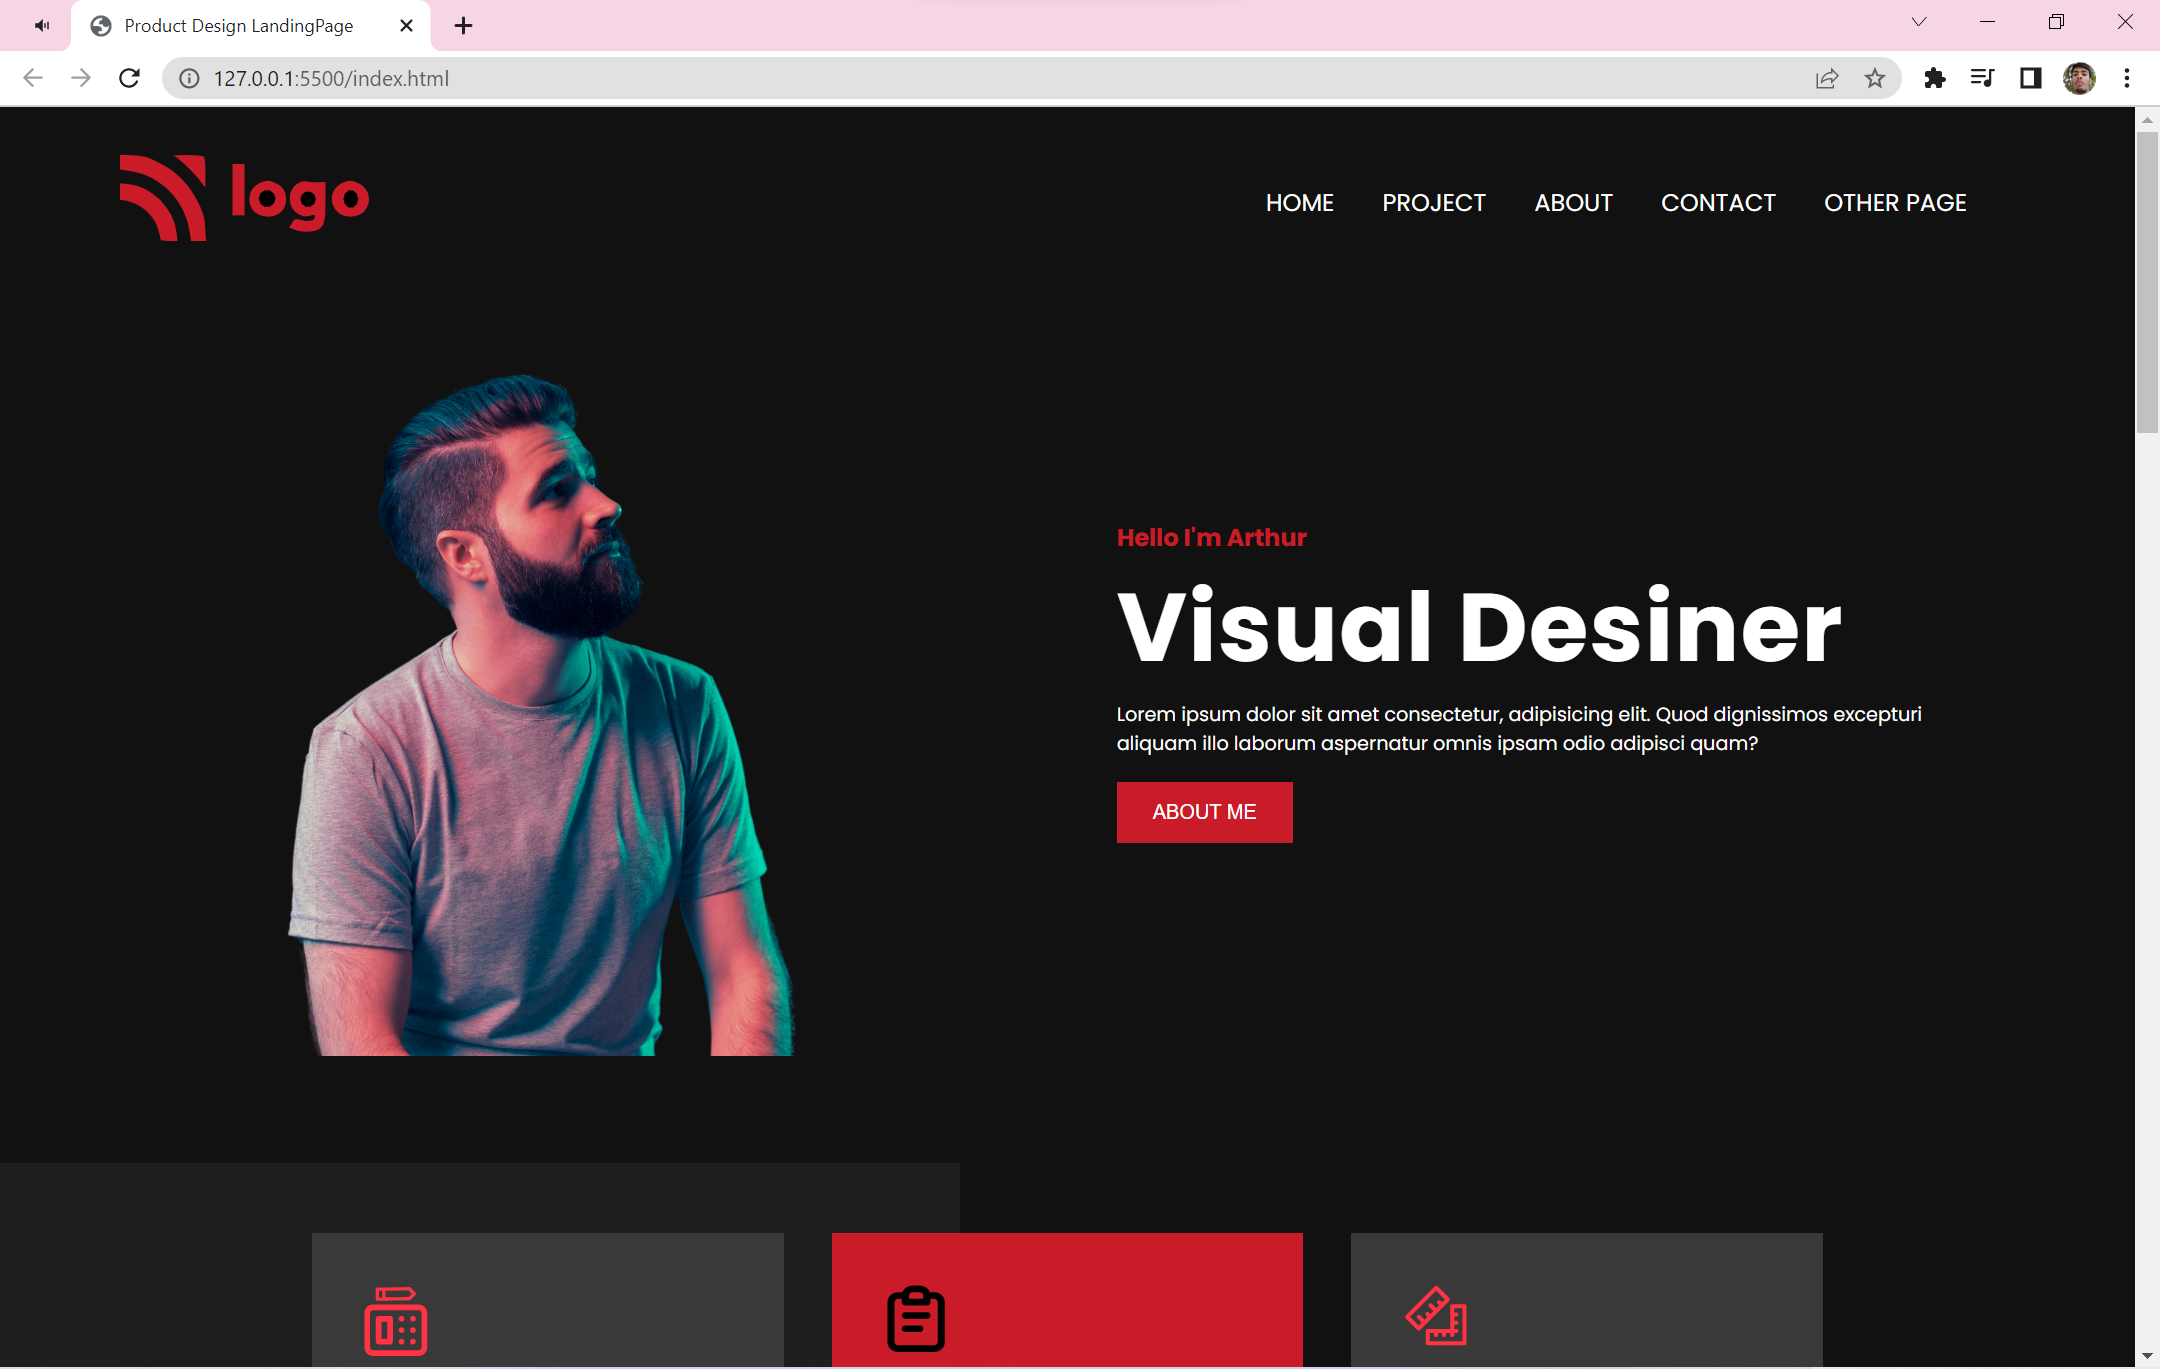 Product Design LandingPage
127.0.0.1:5500/index.html
logo
HOME PROJECT ABOUT CONTACT OTHER PAGE
Hello I'm Arthur
Visual Desiner
Lorem ipsum dolor sit amet consectetur, adipisicing elit. Quod dignissimos excepturi
aliquam illo laborum aspernatur omnis ipsam odio adipisci quam?
ABOUT ME